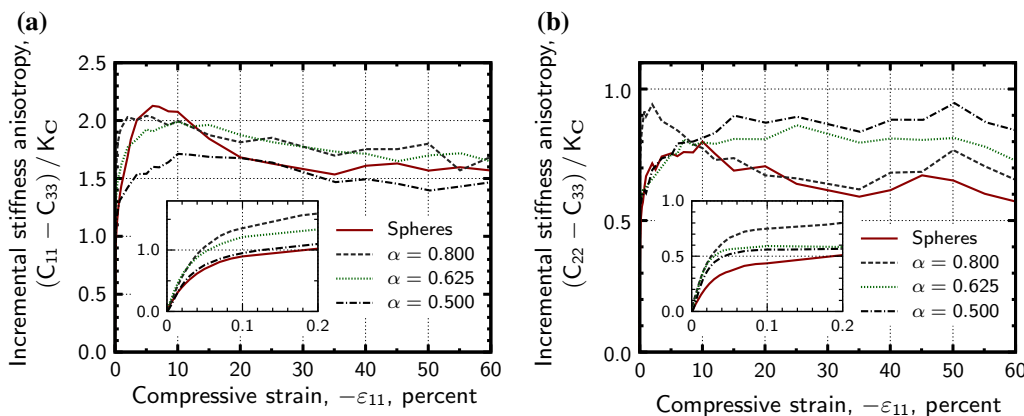 (a)
Incremental stiffness anisotropy,
(C11 − C33) / KC
2.5
2.0
1.5
1.0
0.5
0.0
0 10 20 30 40 50 60
Compressive strain, −ε11, percent
1.0
0.0
0 0.1 0.2
Spheres
α = 0.800
α = 0.625
α = 0.500
(b)
Incremental stiffness anisotropy,
(C22 − C33) / KC
1.0
0.5
0.0
0 10 20 30 40 50 60
Compressive strain, −ε11, percent
1.0
0.5
0.0
0 0.1 0.2
Spheres
α = 0.800
α = 0.625
α = 0.500